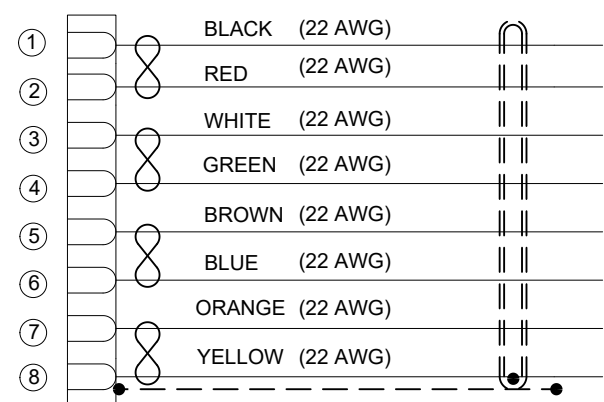 1 BLACK (22 AWG)
2 RED (22 AWG)
3 WHITE (22 AWG)
4 GREEN (22 AWG)
5 BROWN (22 AWG)
6 BLUE (22 AWG)
7 ORANGE (22 AWG)
8 YELLOW (22 AWG)